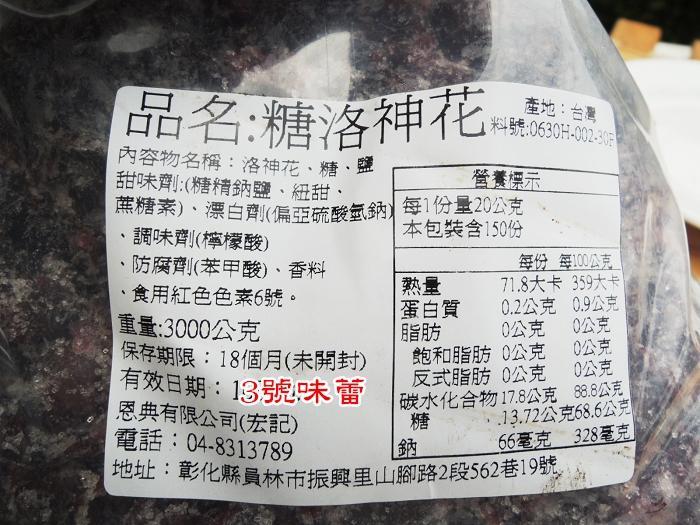 品名:糖洛神花
產地：台灣
料號:0630H-002-30F
內容物名稱：洛神花、糖、鹽
甜味劑:(糖精鈉鹽、紐甜、
蔗糖素)、漂白劑(偏亞硫酸氫鈉)
、調味劑(檸檬酸)
、防腐劑(苯甲酸)、香料
、食用紅色色素6號。
重量:3000公克
保存期限：18個月(未開封)
有效日期：1
3號味蕾
恩典有限公司(宏記)
電話：04-8313789
地址：彰化縣員林市振興里山腳路2段562巷19號
營養標示
每1份量20公克
本包裝含150份
每份 每100公克
熱量 71.8大卡 359大卡
蛋白質 0.2公克 0.9公克
脂肪 0公克 0公克
飽和脂肪 0公克 0公克
反式脂肪 0公克 0公克
碳水化合物 17.8公克 88.8公克
糖 13.72公克 68.6公克
鈉 66毫克 328毫克